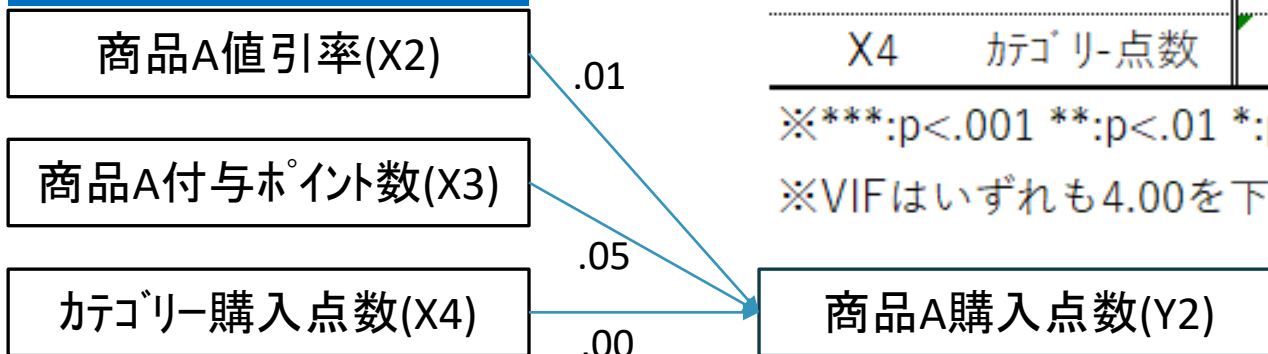 商品A値引率(X2)
.01
商品A付与ﾎﾟｲﾝﾄ数(X3)
.05
ｶﾃｺﾞﾘｰ購入点数(X4)
.00
商品A購入点数(Y2)
X4 ｶﾃｺﾞﾘ-点数
※***:p<.001 **:p<.01 *:
※VIFはいずれも4.00を下